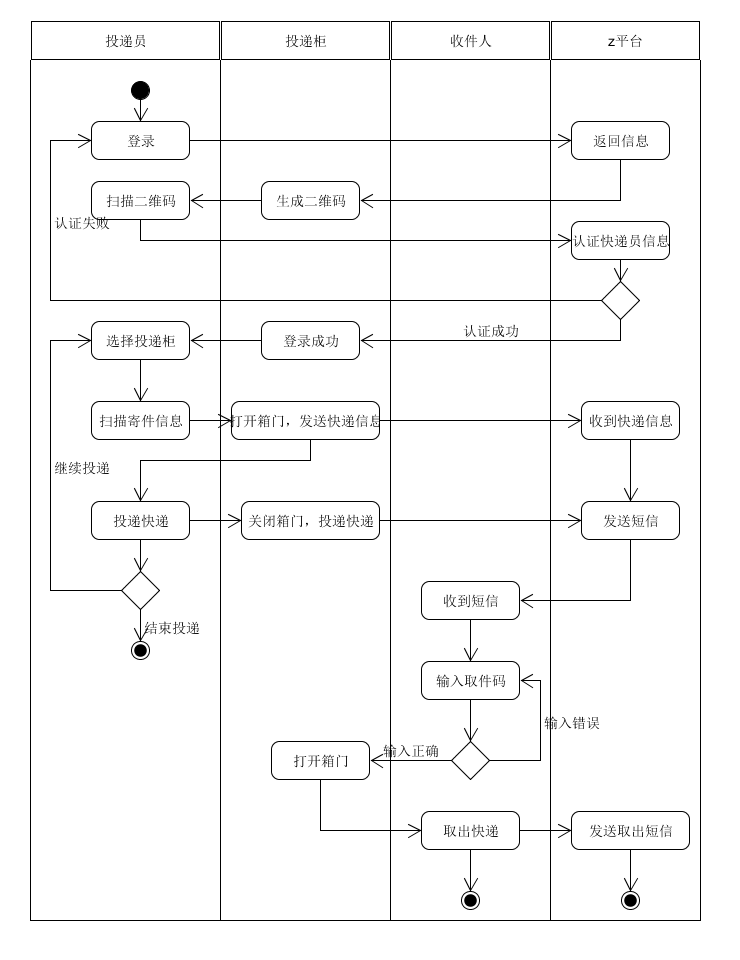 投递员
投递柜
收件人
z平台
登录
返回信息
扫描二维码
生成二维码
认证失败
认证快递员信息
认证成功
选择投递柜
登录成功
扫描寄件信息
打开箱门，发送快递信息
收到快递信息
继续投递
投递快递
关闭箱门，投递快递
发送短信
收到短信
结束投递
输入取件码
输入错误
输入正确
打开箱门
取出快递
发送取出短信